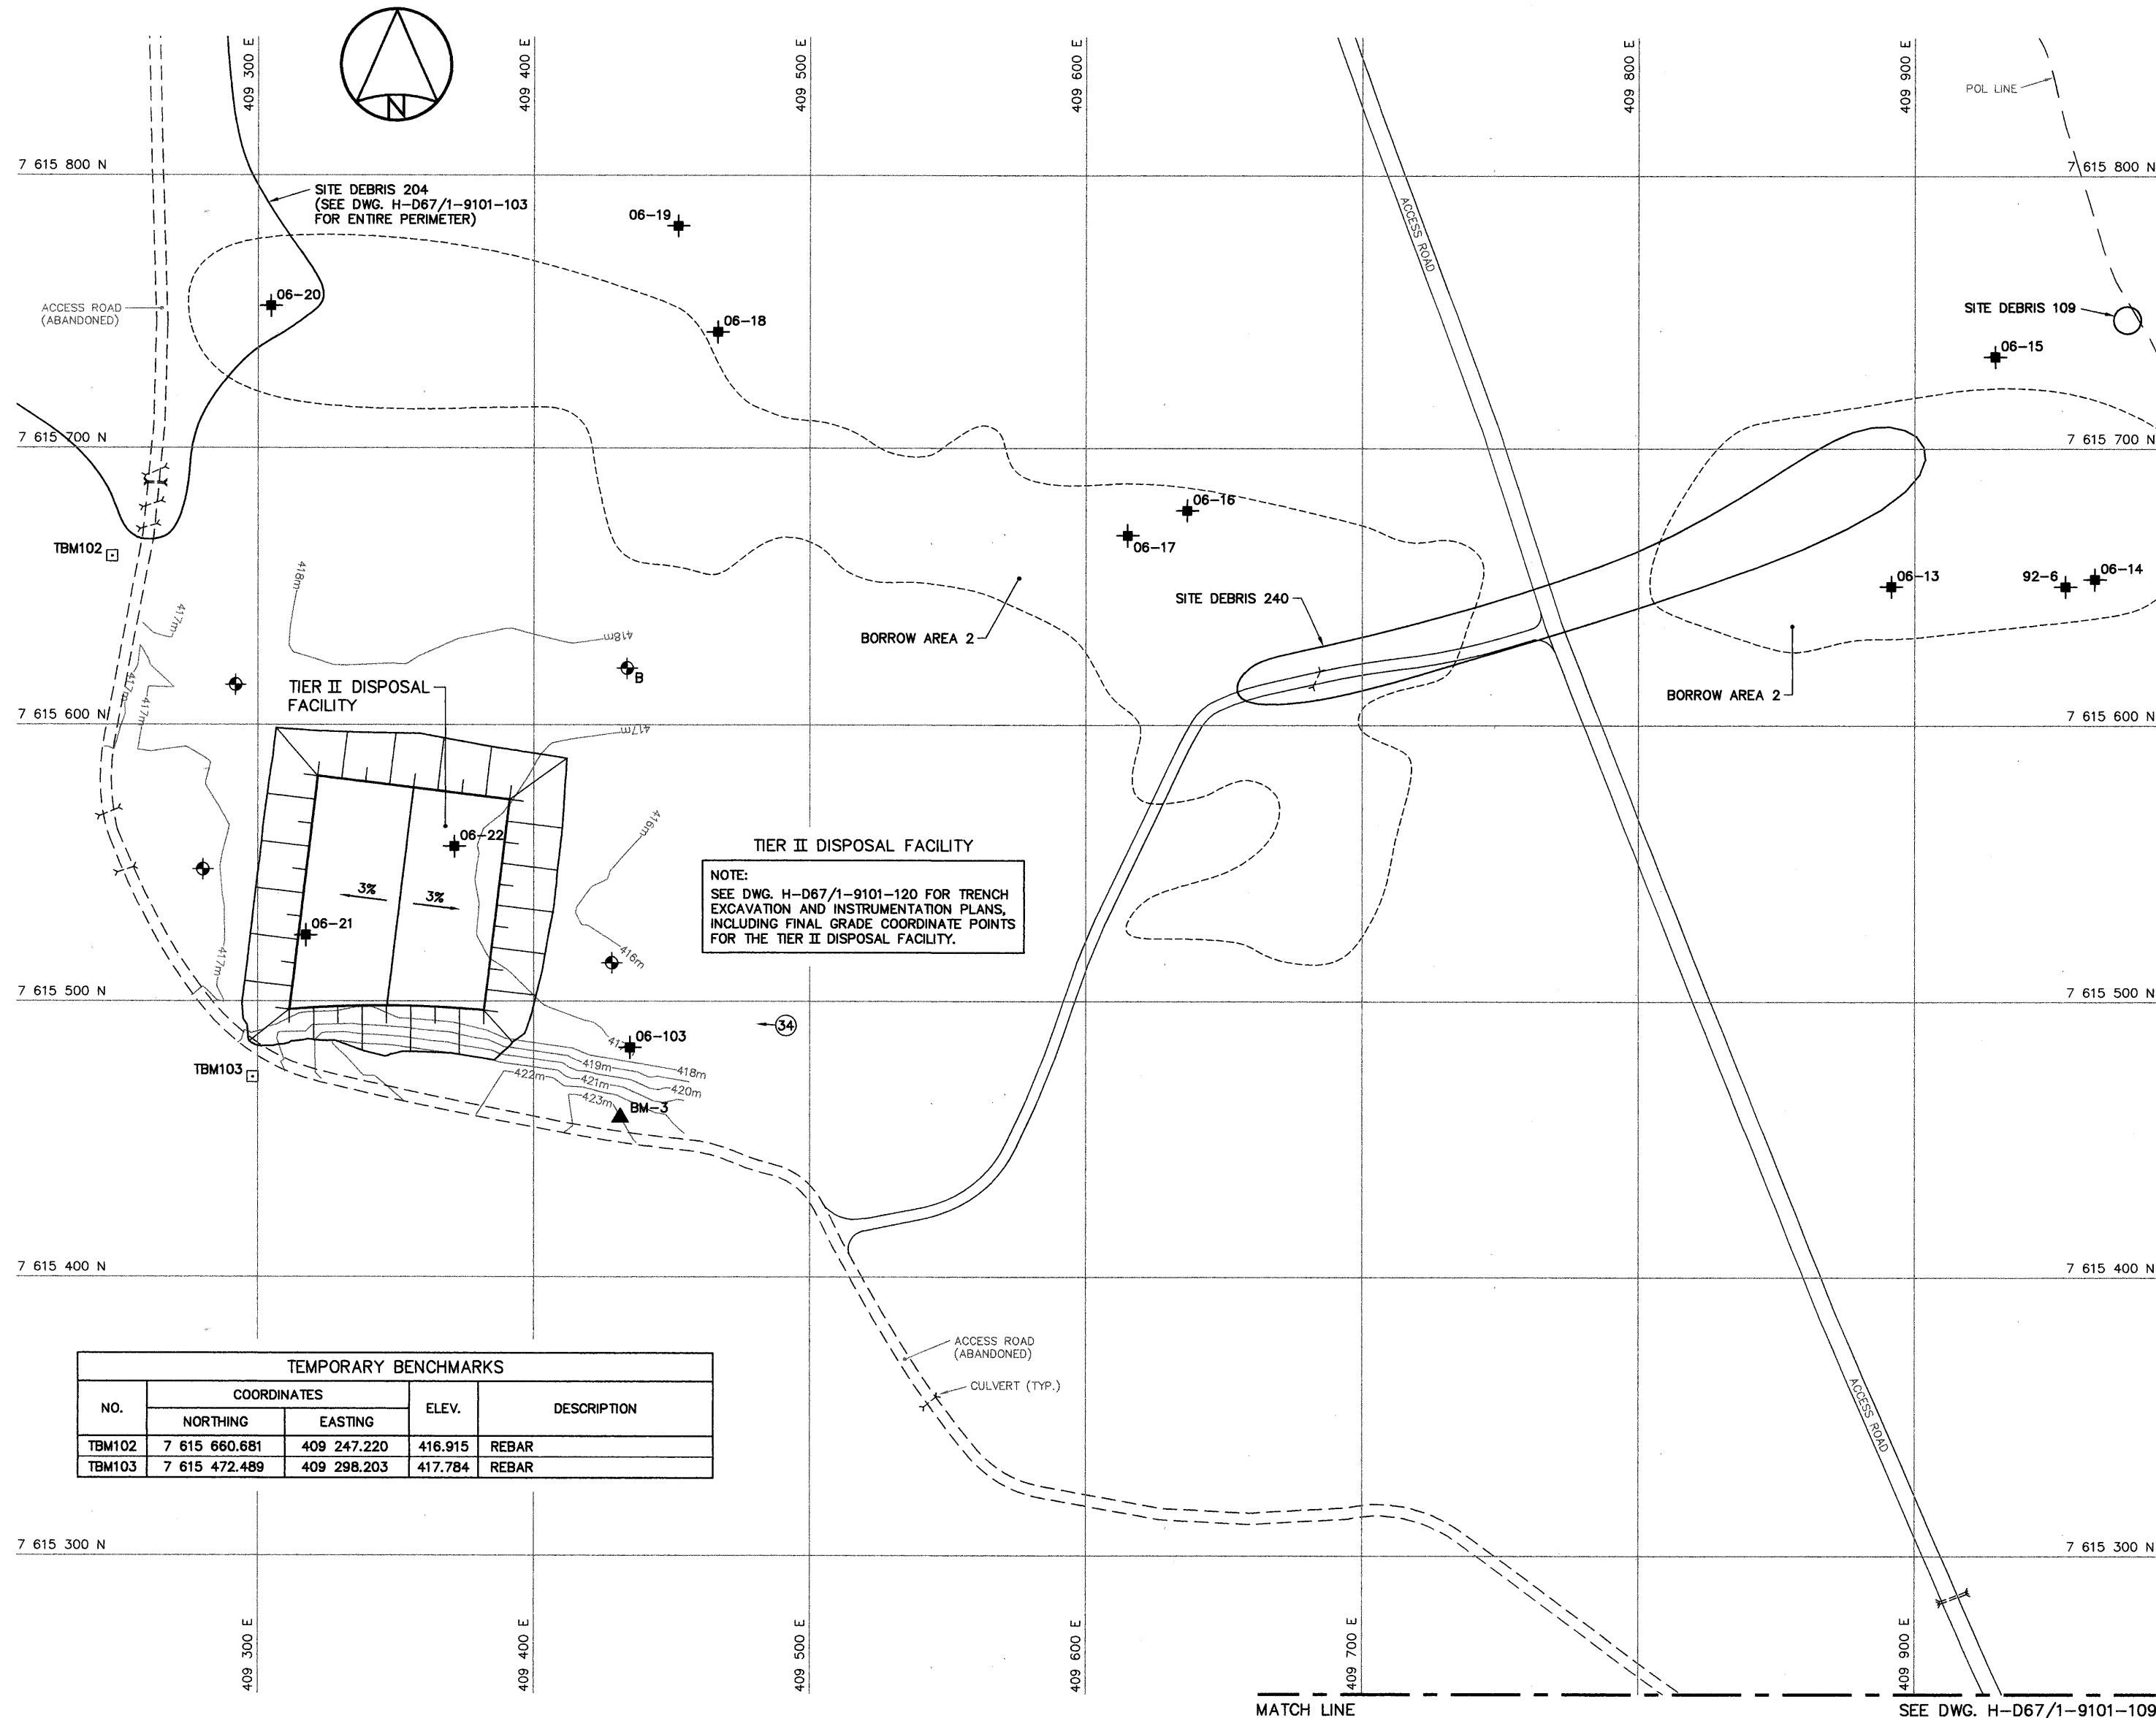 409 300 E
409 400 E
409 500 E
409 600 E
409 800 E
409 900 E
N
POL LINE
7 615 800 N
7 615 800 N
SITE DEBRIS 204
(SEE DWG. H-D67/1-9101-103
FOR ENTIRE PERIMETER)
06-19
ACCESS ROAD
06-20
ACCESS ROAD
(ABANDONED)
06-18
SITE DEBRIS 109
06-15
7 615 700 N
7 615 700 N
06-16
06-17
TBM102
418m
06-13
92-6
06-14
SITE DEBRIS 240
417m
418m
BORROW AREA 2
B
417m
417m
TIER II DISPOSAL
FACILITY
BORROW AREA 2
7 615 600 N
7 615 600 N
417m
416m
06-22
TIER II DISPOSAL FACILITY
NOTE:
SEE DWG. H-D67/1-9101-120 FOR TRENCH
EXCAVATION AND INSTRUMENTATION PLANS,
INCLUDING FINAL GRADE COORDINATE POINTS
FOR THE TIER II DISPOSAL FACILITY.
3%
3%
06-21
417m
416m
7 615 500 N
7 615 500 N
34
06-103
TBM103
419m
418m
422m
421m
420m
423m
BM-3
7 615 400 N
7 615 400 N
ACCESS ROAD
(ABANDONED)
CULVERT (TYP.)
ACCESS ROAD
TEMPORARY BENCHMARKS
NO. COORDINATES ELEV. DESCRIPTION
NORTHING EASTING
TBM102 7 615 660.681 409 247.220 416.915 REBAR
TBM103 7 615 472.489 409 298.203 417.784 REBAR
7 615 300 N
7 615 300 N
409 300 E
409 400 E
409 500 E
409 600 E
409 700 E
409 900 E
MATCH LINE
SEE DWG. H-D67/1-9101-109